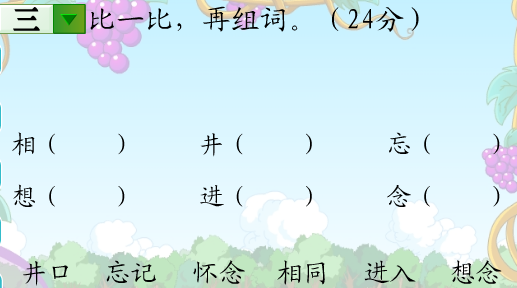 三 比一比，再组词。（24分）
相（　　）　井（　　）　忘（　　）
想（　　）　进（　　）　念（　　）
井口　忘记　怀念　相同　进入　想念